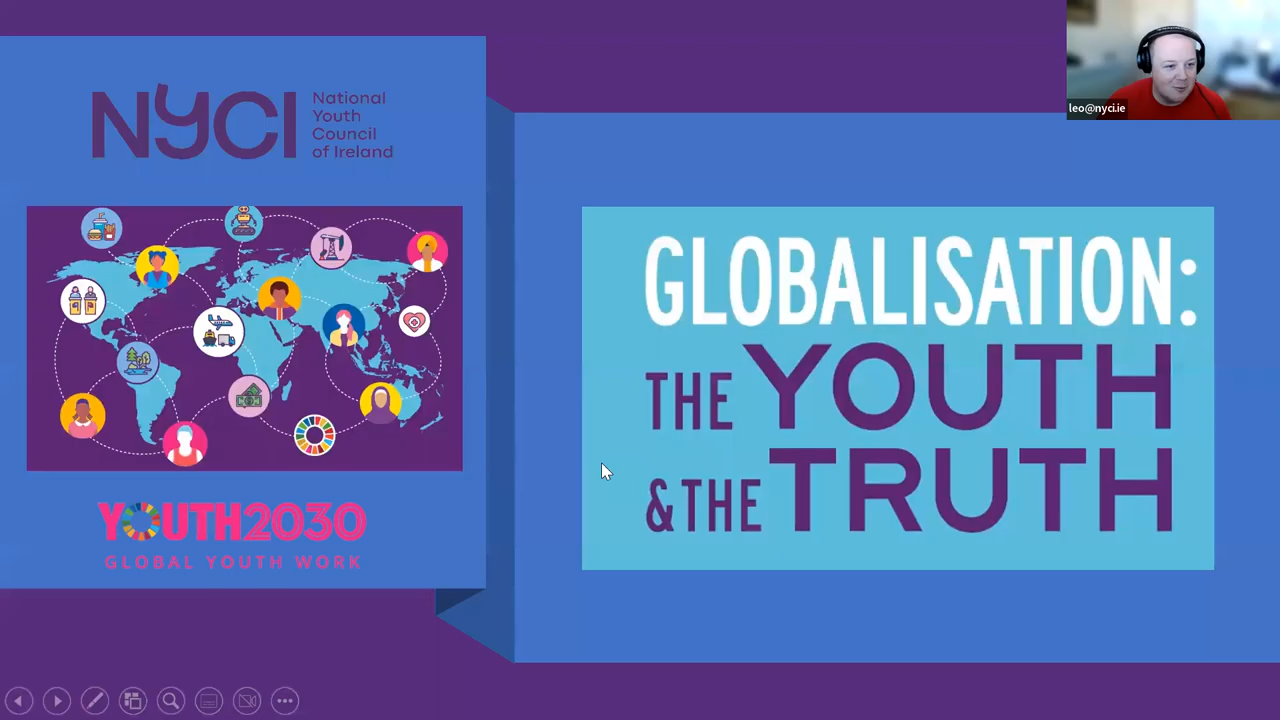 NYCI
National
Youth
Council
of Ireland
YOUTH2030
GLOBAL YOUTH WORK
GLOBALISATION:
THE YOUTH
& THE TRUTH
leo@nyci.ie